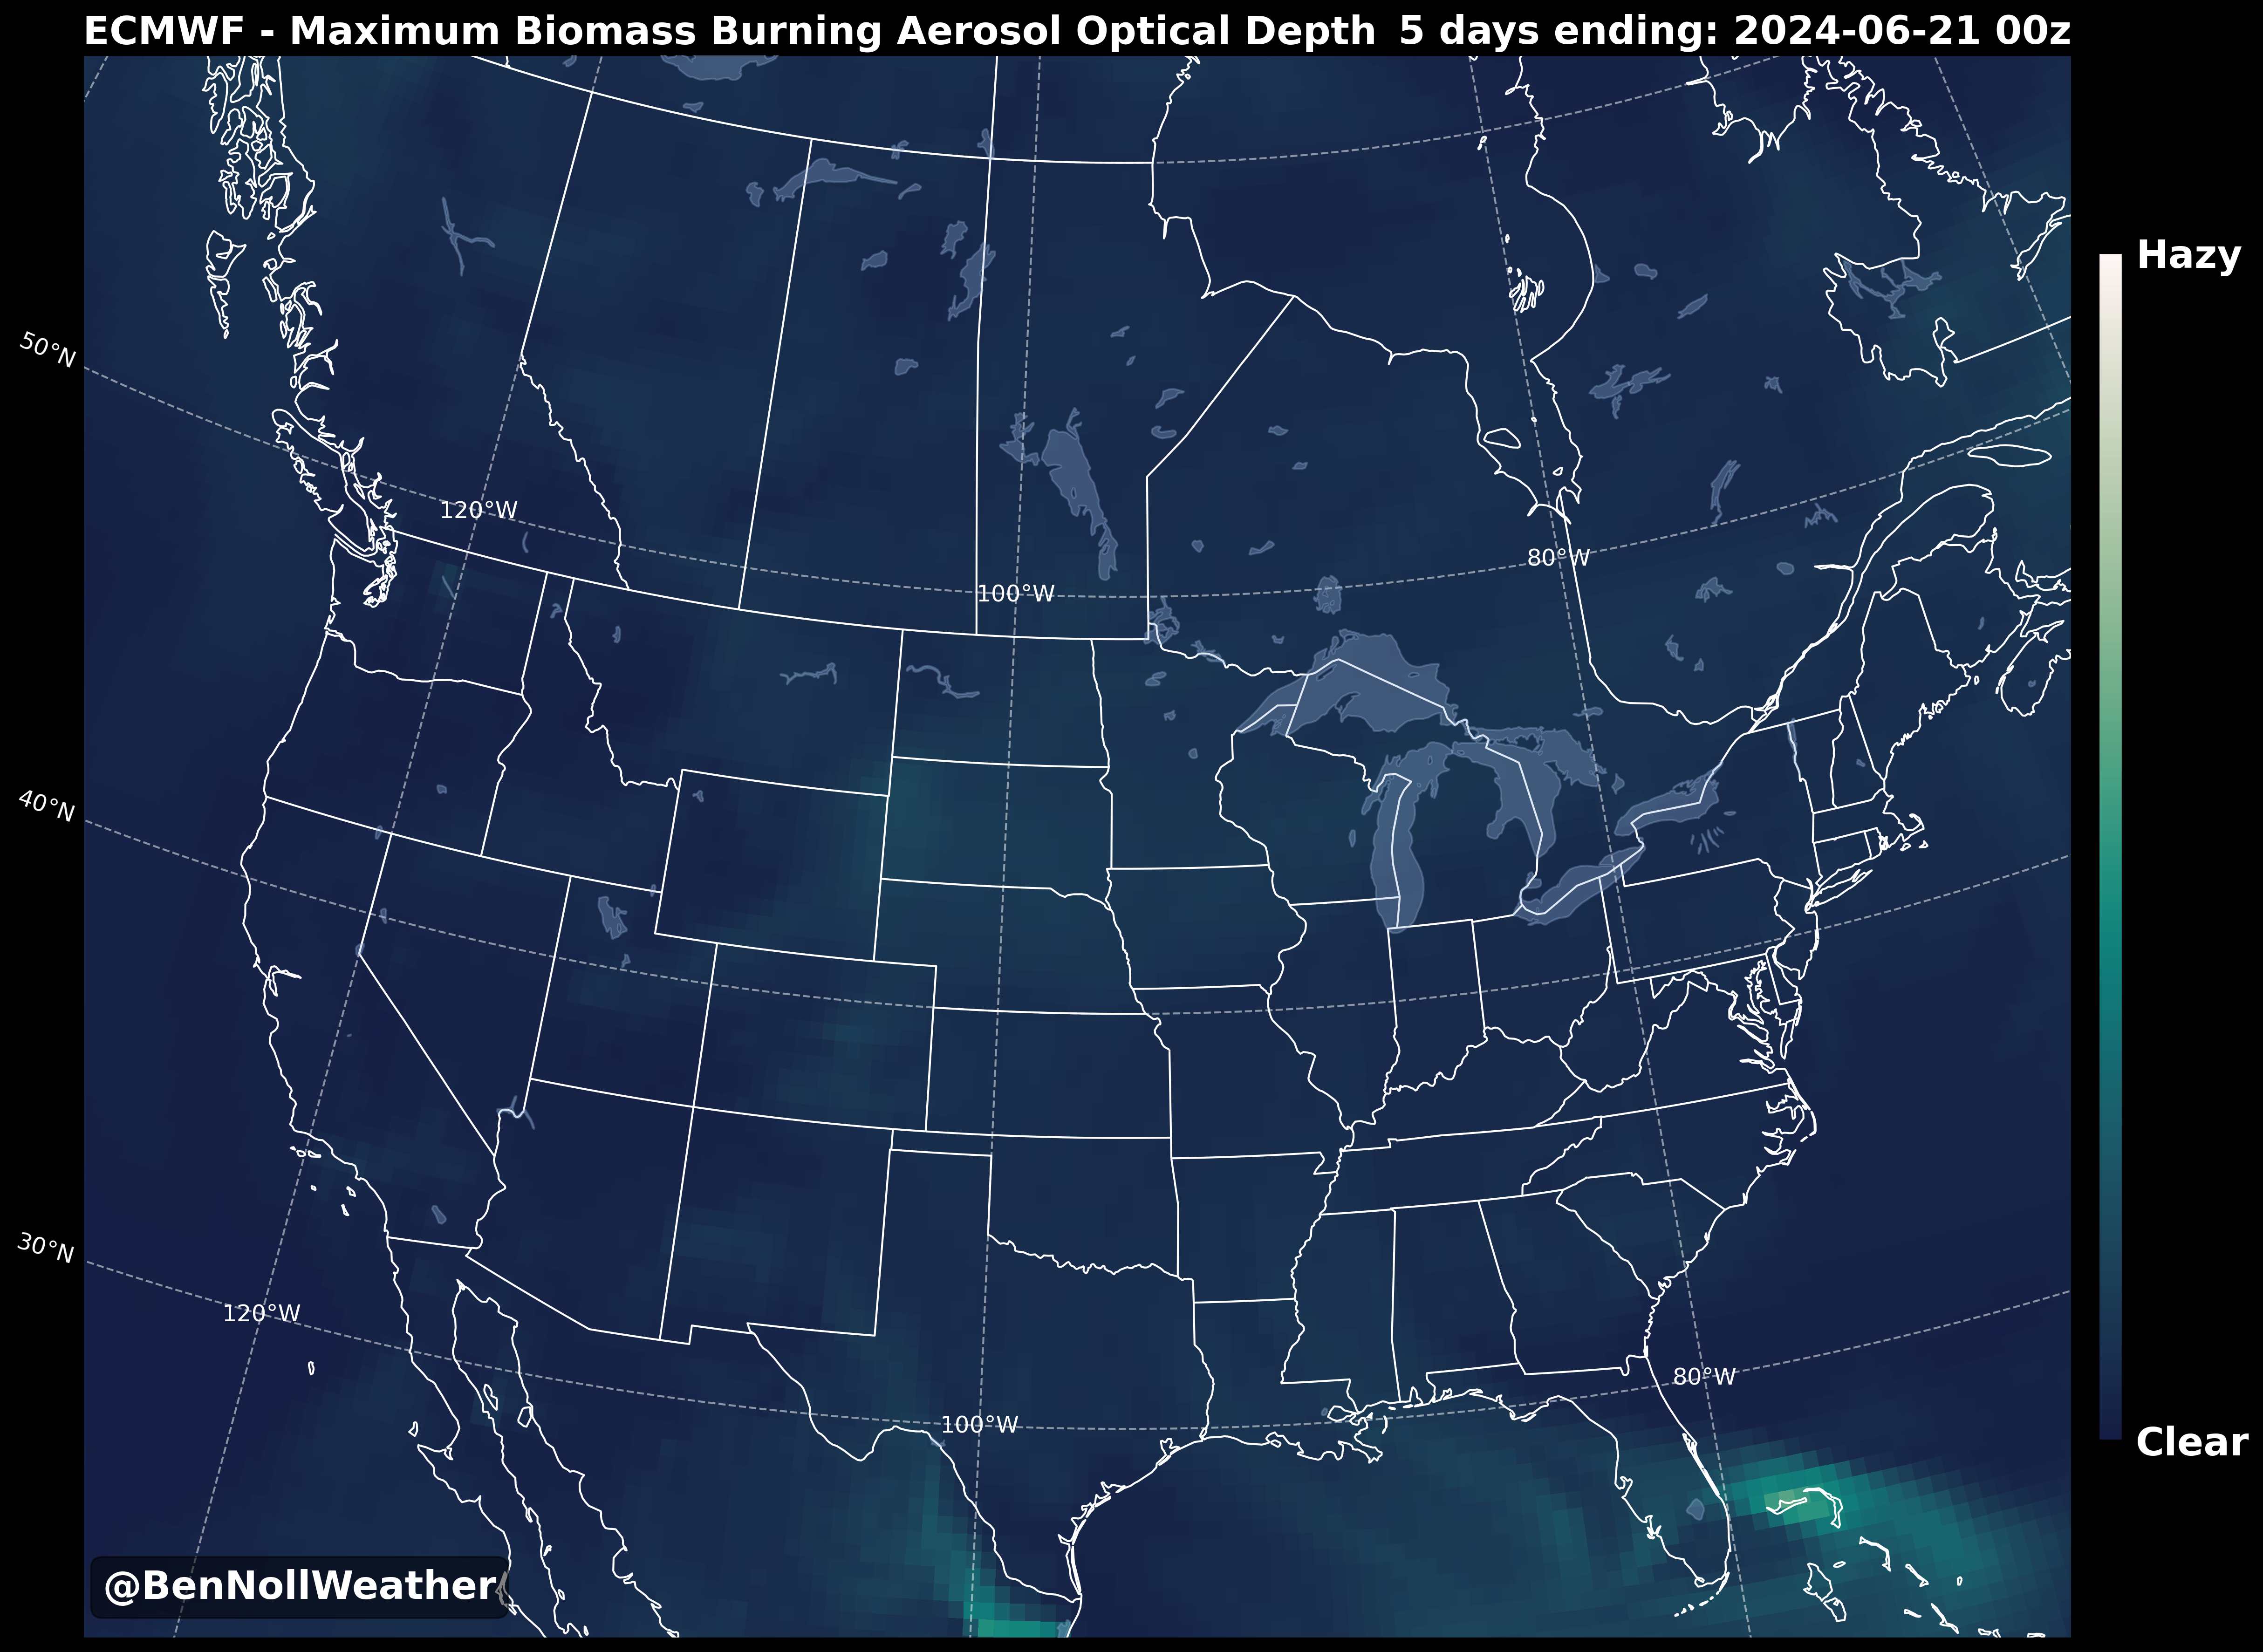 ECMWF - Maximum Biomass Burning Aerosol Optical Depth 5 days ending: 2024-06-21 00z
Hazy
50°N
120°W
80°W
100°W
40°N
30°N
120°W
80°W
100°W
Clear
@BenNollWeather